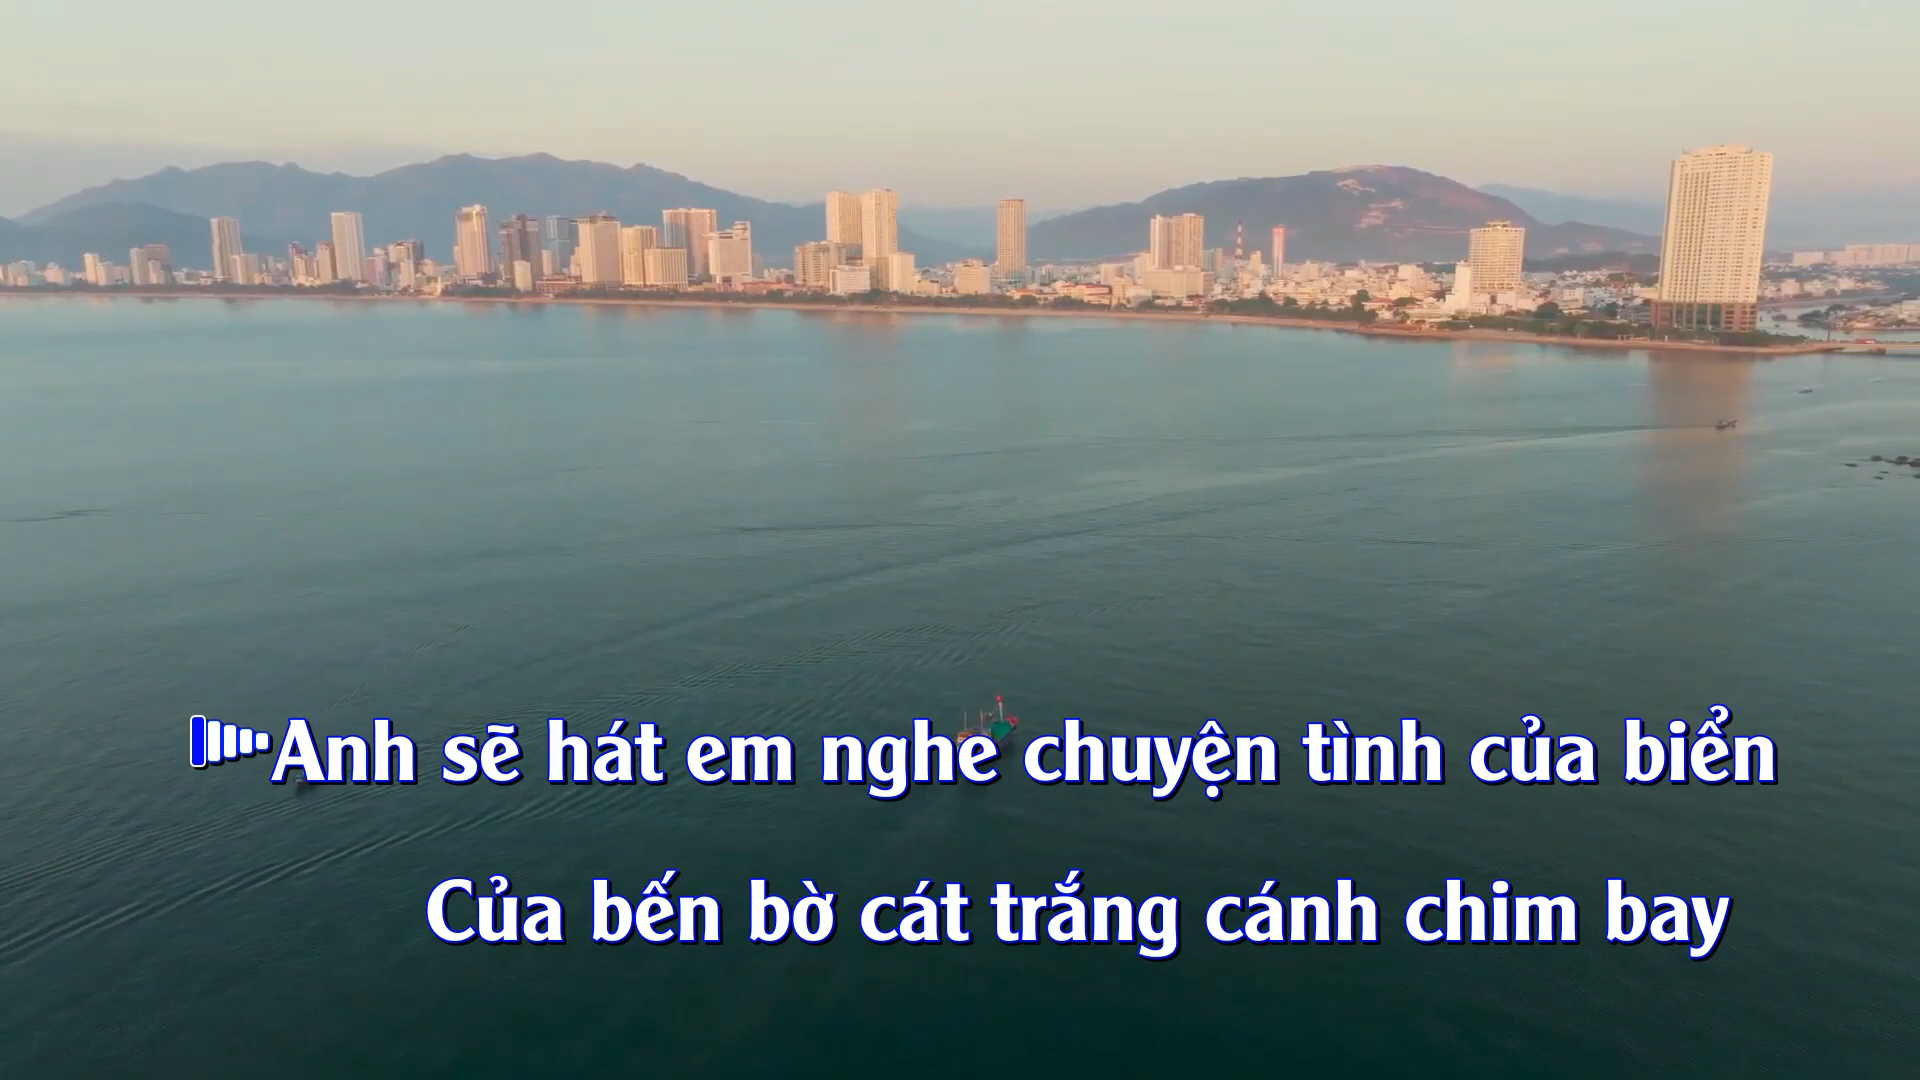 Anh sẽ hát em nghe chuyện tình của biển
Của bến bờ cát trắng cánh chim bay